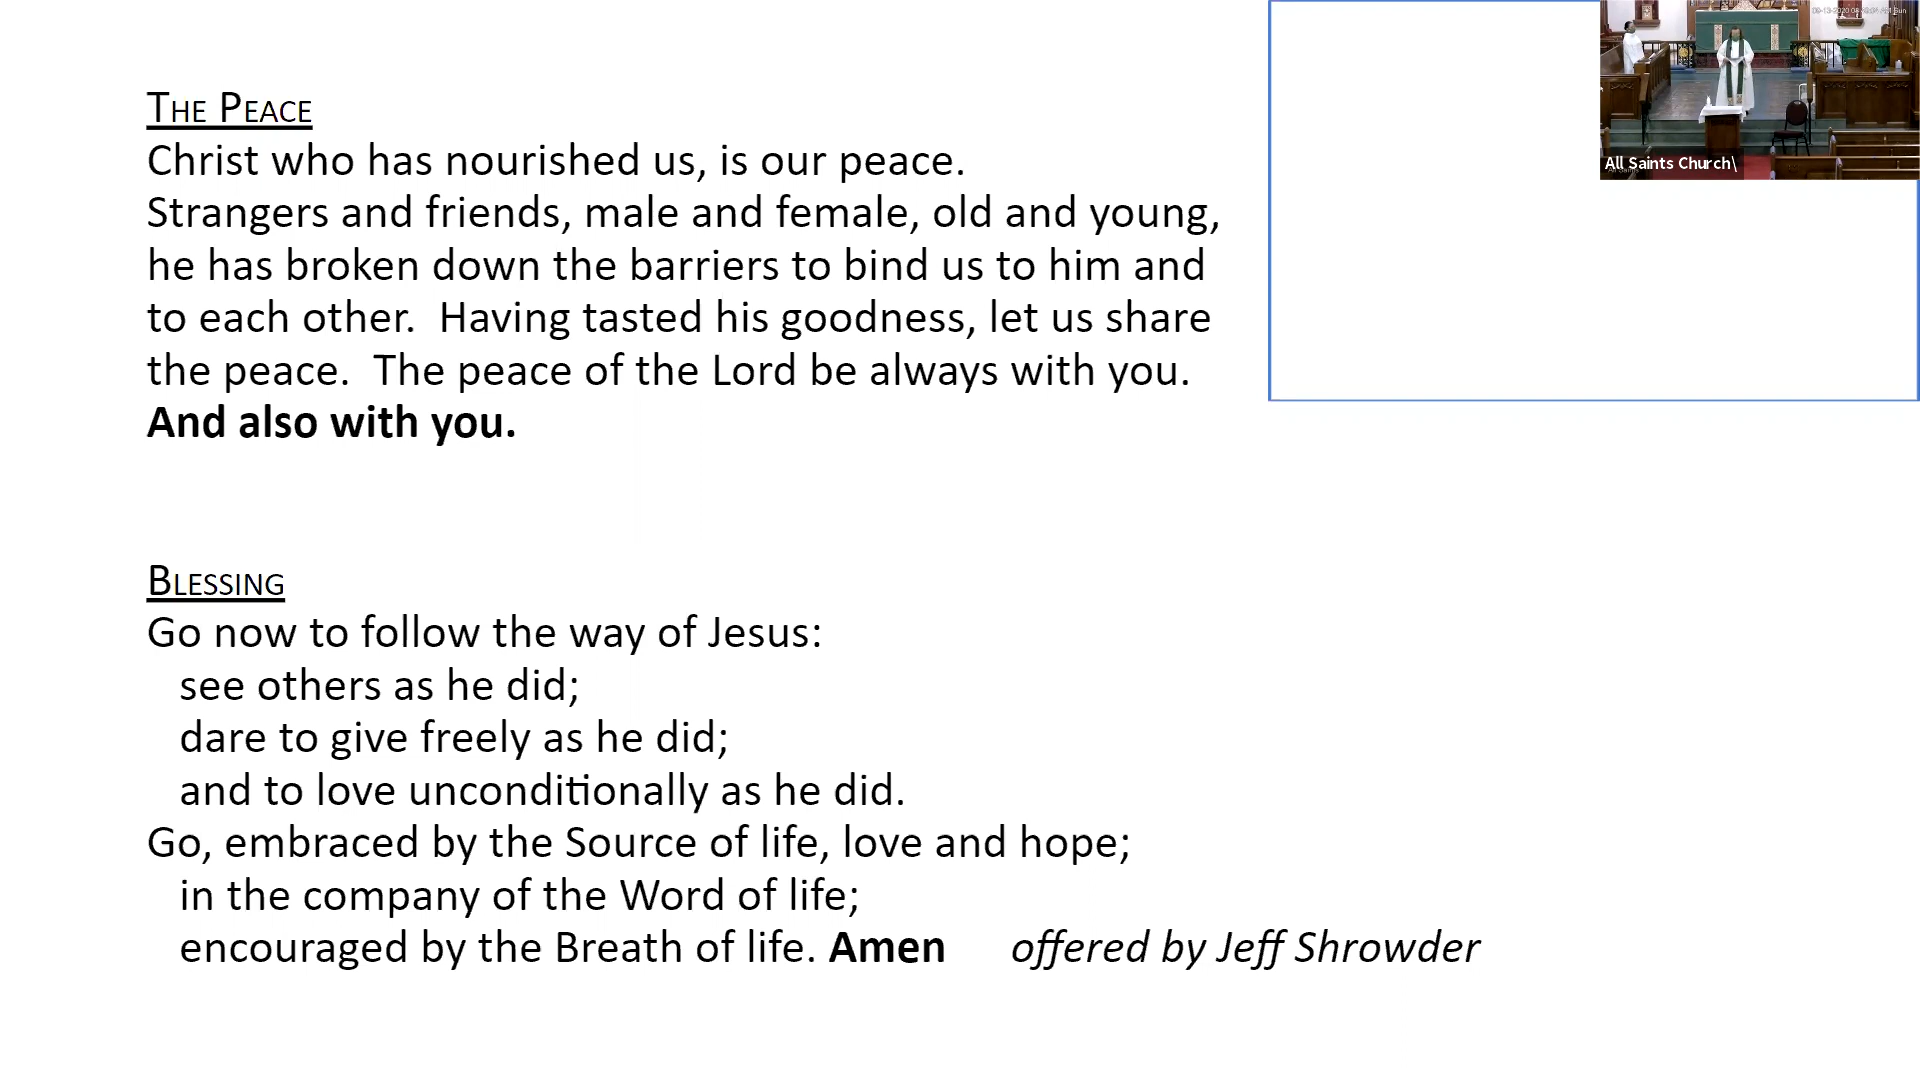 THE PEACE
Christ who has nourished us, is our peace.
Strangers and friends, male and female, old and young,
he has broken down the barriers to bind us to him and
to each other.  Having tasted his goodness, let us share
the peace.  The peace of the Lord be always with you.
And also with you.
BLESSING
Go now to follow the way of Jesus:
see others as he did;
dare to give freely as he did;
and to love unconditionally as he did.
Go, embraced by the Source of life, love and hope;
in the company of the Word of life;
encouraged by the Breath of life. Amen offered by Jeff Shrowder
All Saints Church\